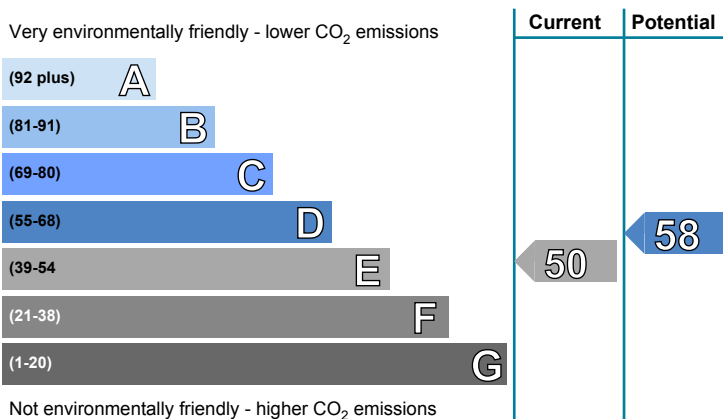 Very environmentally friendly - lower CO2 emissions
Current
Potential
(92 plus) A
(81-91) B
(69-80) C
(55-68) D
(39-54 E
(21-38) F
(1-20) G
50
58
Not environmentally friendly - higher CO2 emissions